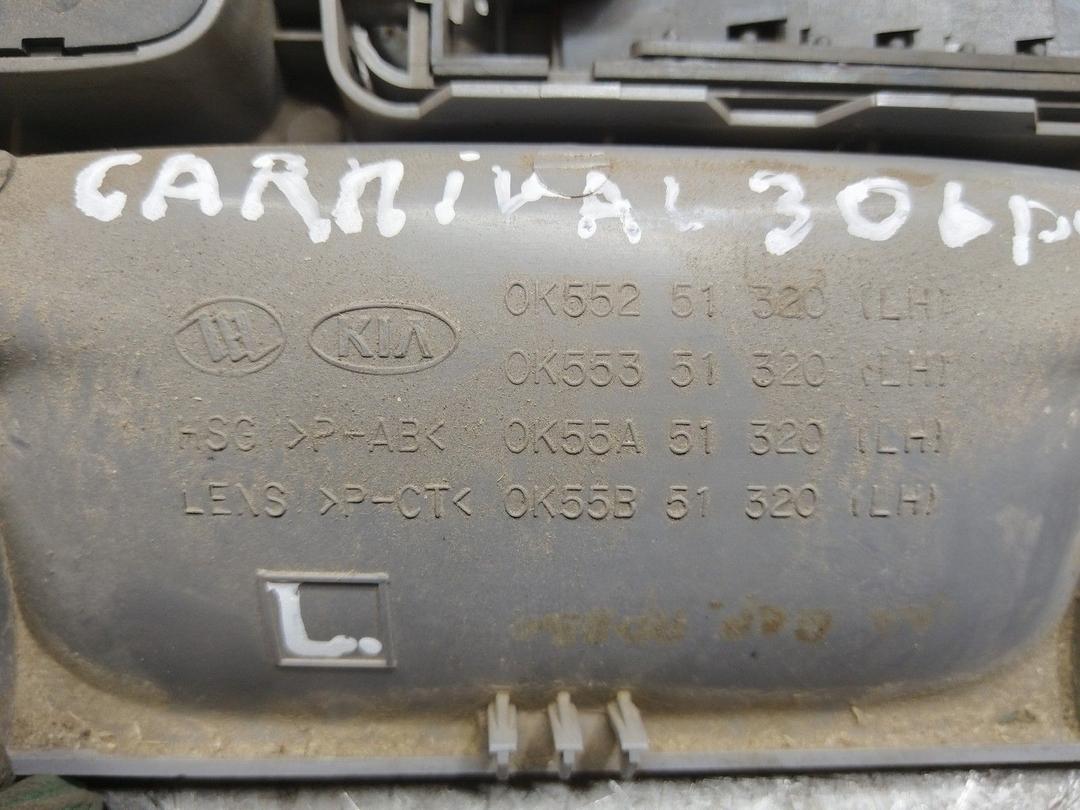 CARNIVAL 306
KIA 0K552 51 320 (LH)
0K553 51 320 (LH)
HSG >P-AB< 0K55A 51 320 (LH)
LENS >P-CT< 0K55B 51 320 (LH)
L.